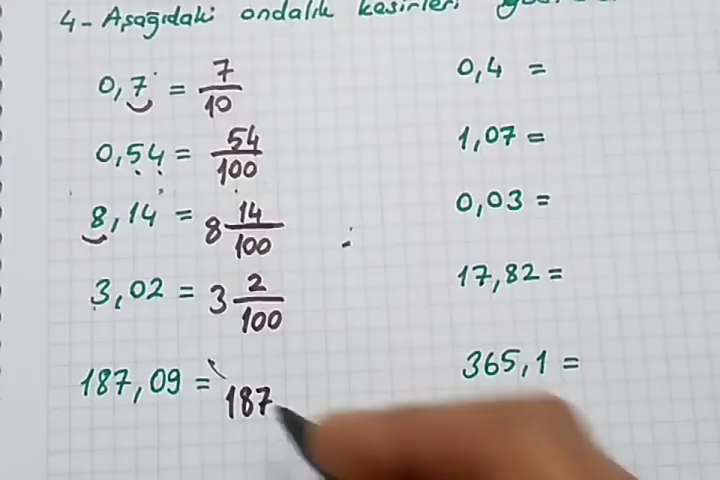 4- Aşağıdaki ondalık kesirleri
0,7 = 7/10
0,54 = 54/100
8,14 = 8 14/100
3,02 = 3 2/100
187,09 = 187
0,4 =
1,07 =
0,03 =
17,82 =
365,1 =